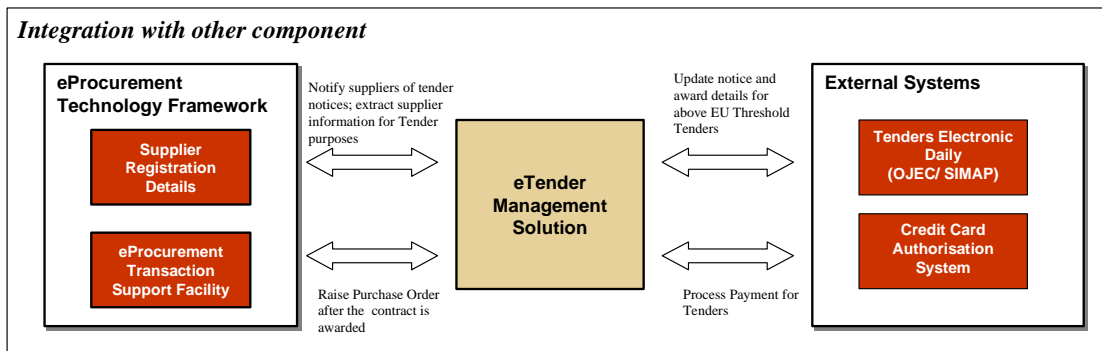 Integration with other component
eProcurement
Technology Framework
Supplier
Registration
Details
eProcurement
Transaction
Support Facility
Notify suppliers of tender
notices; extract supplier
information for Tender
purposes
Raise Purchase Order
after the contract is
awarded
eTender
Management
Solution
Update notice and
award details for
above EU Threshold
Tenders
Process Payment for
Tenders
External Systems
Tenders Electronic
Daily
(OJEC/ SIMAP)
Credit Card
Authorisation
System